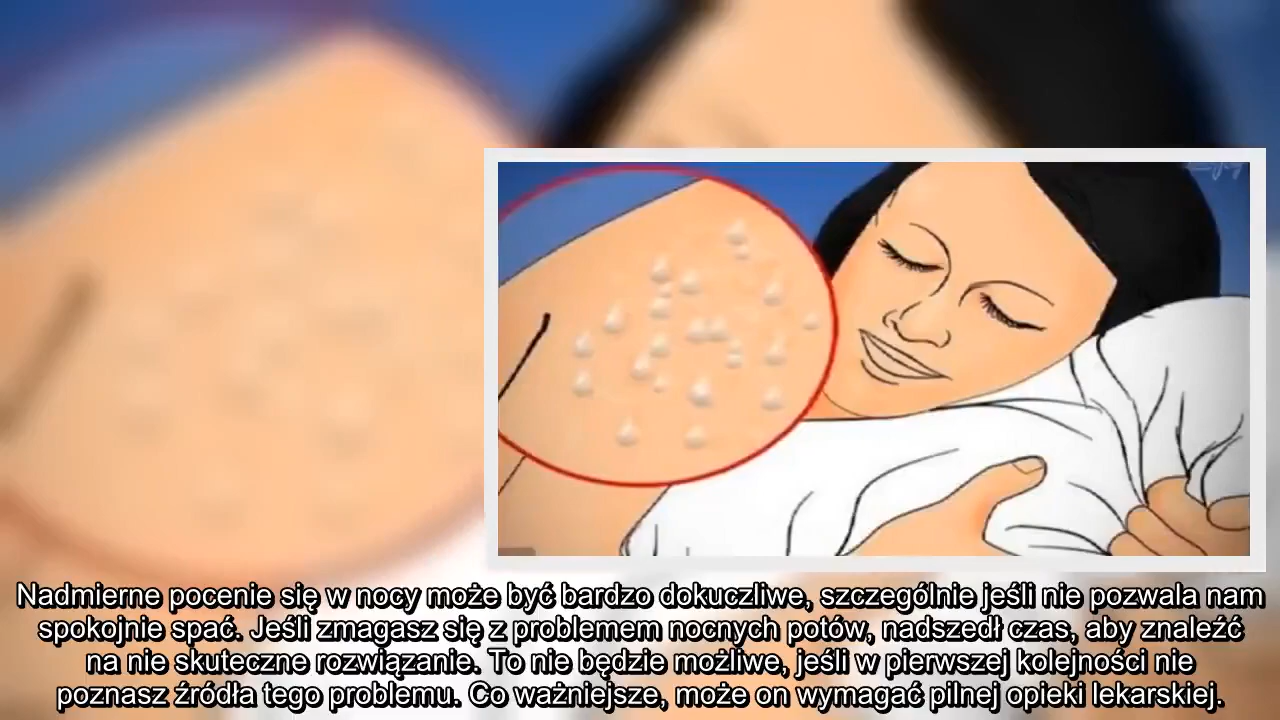 Nadmierne pocenie się w nocy może być bardzo dokuczliwe, szczególnie jeśli nie pozwala nam
spokojnie spać. Jeśli zmagasz się z problemem nocnych potów, nadszedł czas, aby znaleźć
na nie skuteczne rozwiązanie. To nie będzie możliwe, jeśli w pierwszej kolejności nie
poznasz źródła tego problemu. Co ważniejsze, może on wymagać pilnej opieki lekarskiej.